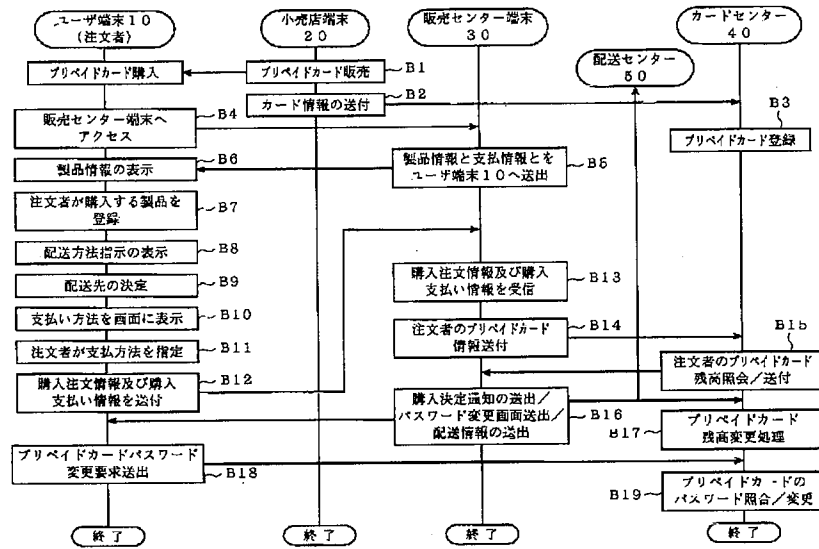 ユーザ端末１０
(注文者)
小売店端末
２０
販売センター端末
３０
カードセンター
４０
配送センター
５０
プリペイドカード購入
プリペイドカード販売
B1
カード情報の送付
B2
B3
プリペイドカード登録
販売センター端末へ
アクセス
B4
製品情報と支払情報とを
ユーザ端末１０へ送出
B5
製品情報の表示
B6
注文者が購入する製品を
登録
B7
配送方法指示の表示
B8
配送先の決定
B9
支払い方法を画面に表示
B10
注文者が支払方法を指定
B11
購入注文情報及び購入
支払い情報を送付
B12
購入注文情報及び購入
支払い情報を受信
B13
注文者のプリペイドカード
情報送付
B14
B15
注文者のプリペイドカード
残高照会／送付
購入決定通知の送出／
パスワード変更画面送出／
配送情報の送出
B16
B17
プリペイドカード
残高変更処理
プリペイドカードパスワード
変更要求送出
B18
B19
プリペイドカードの
パスワード照合／変更
終了
終了
終了
終了